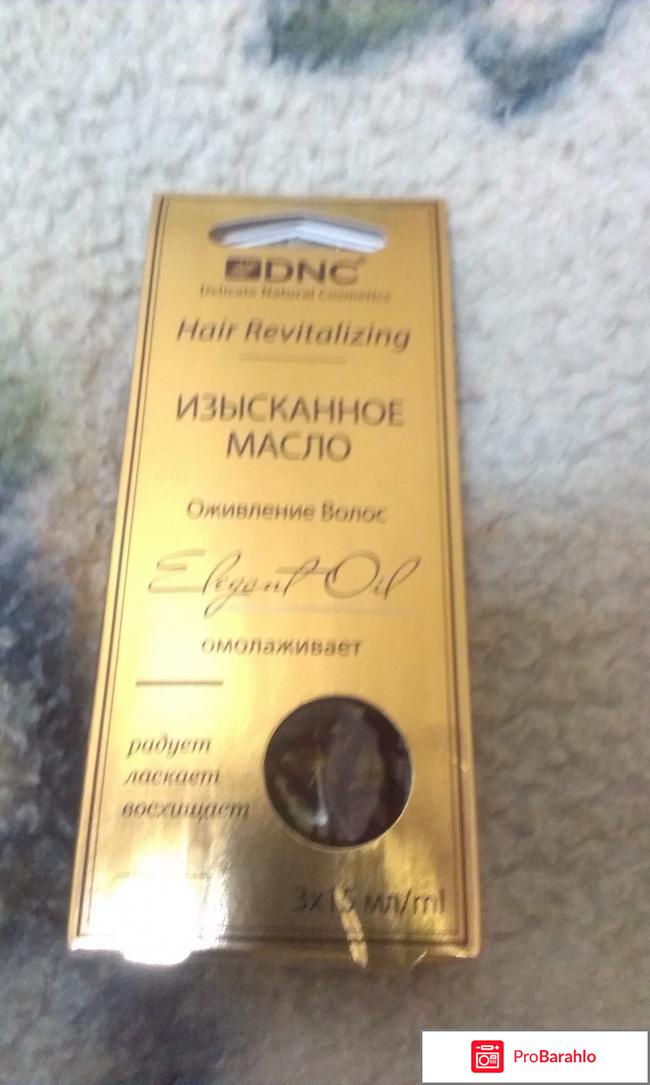 DNC
Delicate Natural Cosmetics
Hair Revitalizing
ИЗЫСКАННОЕ
МАСЛО
Оживление Волос
Elegant Oil
омолаживает
радует
ласкает
восхищает
3x15 мл/ml
ProBarahlo